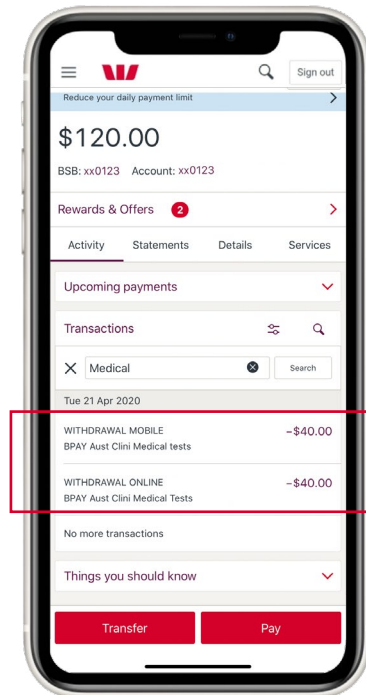 Sign out
Reduce your daily payment limit
$120.00
BSB: xx0123 Account: xx0123
Rewards & Offers 2
Activity Statements Details Services
Upcoming payments
Transactions
Medical Search
Tue 21 Apr 2020
WITHDRAWAL MOBILE -$40.00
BPAY Aust Clini Medical tests
WITHDRAWAL ONLINE -$40.00
BPAY Aust Clini Medical Tests
No more transactions
Things you should know
Transfer Pay